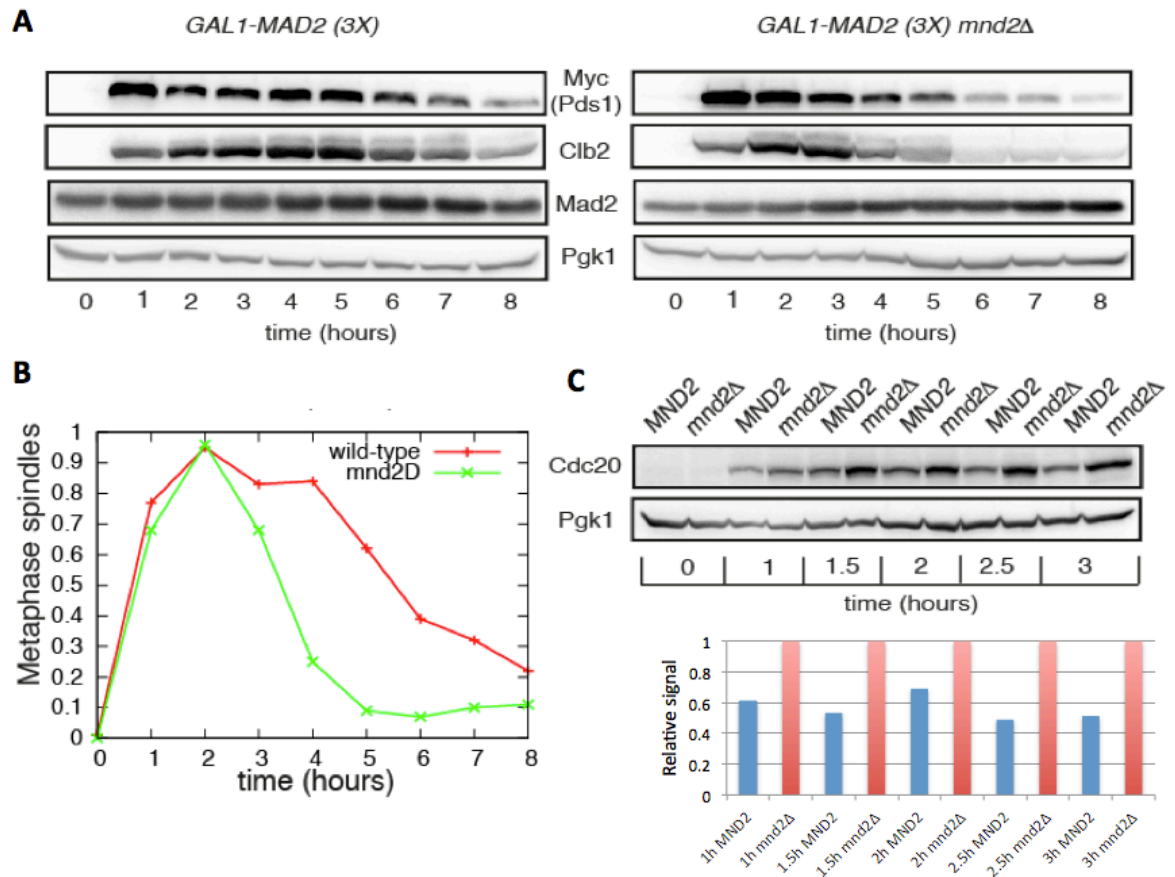 A
GAL1-MAD2 (3X)
GAL1-MAD2 (3X) mnd2Δ
Myc
(Pds1)
Clb2
Mad2
Pgk1
0 1 2 3 4 5 6 7 8
0 1 2 3 4 5 6 7 8
time (hours)
time (hours)
B
Metaphase spindles
1
0.9
0.8
0.7
0.6
0.5
0.4
0.3
0.2
0.1
0
wild-type
mnd2D
0 1 2 3 4 5 6 7 8
time (hours)
C
MND2 mnd2Δ MND2 mnd2Δ MND2 mnd2Δ MND2 mnd2Δ MND2 mnd2Δ MND2 mnd2Δ
Cdc20
Pgk1
0 1 1.5 2 2.5 3
time (hours)
Relative signal
1
0.8
0.6
0.4
0.2
0
1h MND2
1h mnd2Δ
1.5h MND2
1.5h mnd2Δ
2h MND2
2h mnd2Δ
2.5h MND2
2.5h mnd2Δ
3h MND2
3h mnd2Δ